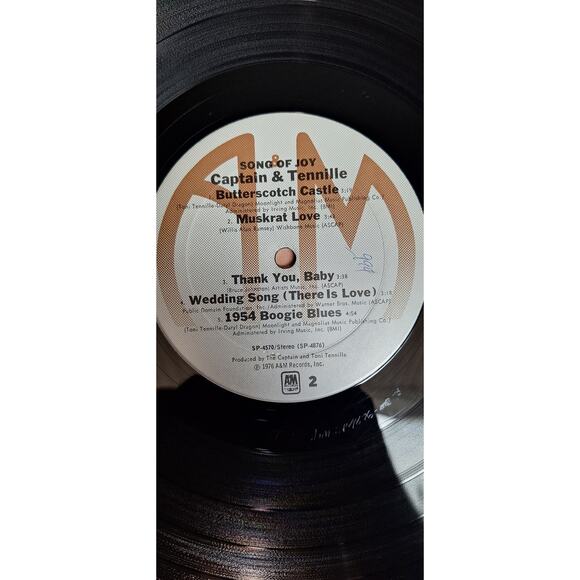 A&M
SONG OF JOY
Captain & Tennille
1. Butterscotch Castle 3:19
(Toni Tennille-Daryl Dragon) Moonlight and Magnolias Music Publishing Co./
Administered by Irving Music, Inc. (BMI)
2. Muskrat Love 3:48
(Willis Alan Ramsey) Wishbone Music (ASCAP)
3. Thank You, Baby 3:38
(Bruce Johnston) Artists Music, Inc. (ASCAP)
4. Wedding Song (There Is Love) 3:18
Public Domain Foundation, Inc./Administered by Warner Bros. Music (ASCAP)
5. 1954 Boogie Blues 4:54
(Toni Tennille-Daryl Dragon) Moonlight and Magnolias Music Publishing Co./
Administered by Irving Music, Inc. (BMI)
SP-4570/Stereo (SP-4876)
Produced by The Captain and Toni Tennille
℗ 1976 A&M Records, Inc.
A&M
2